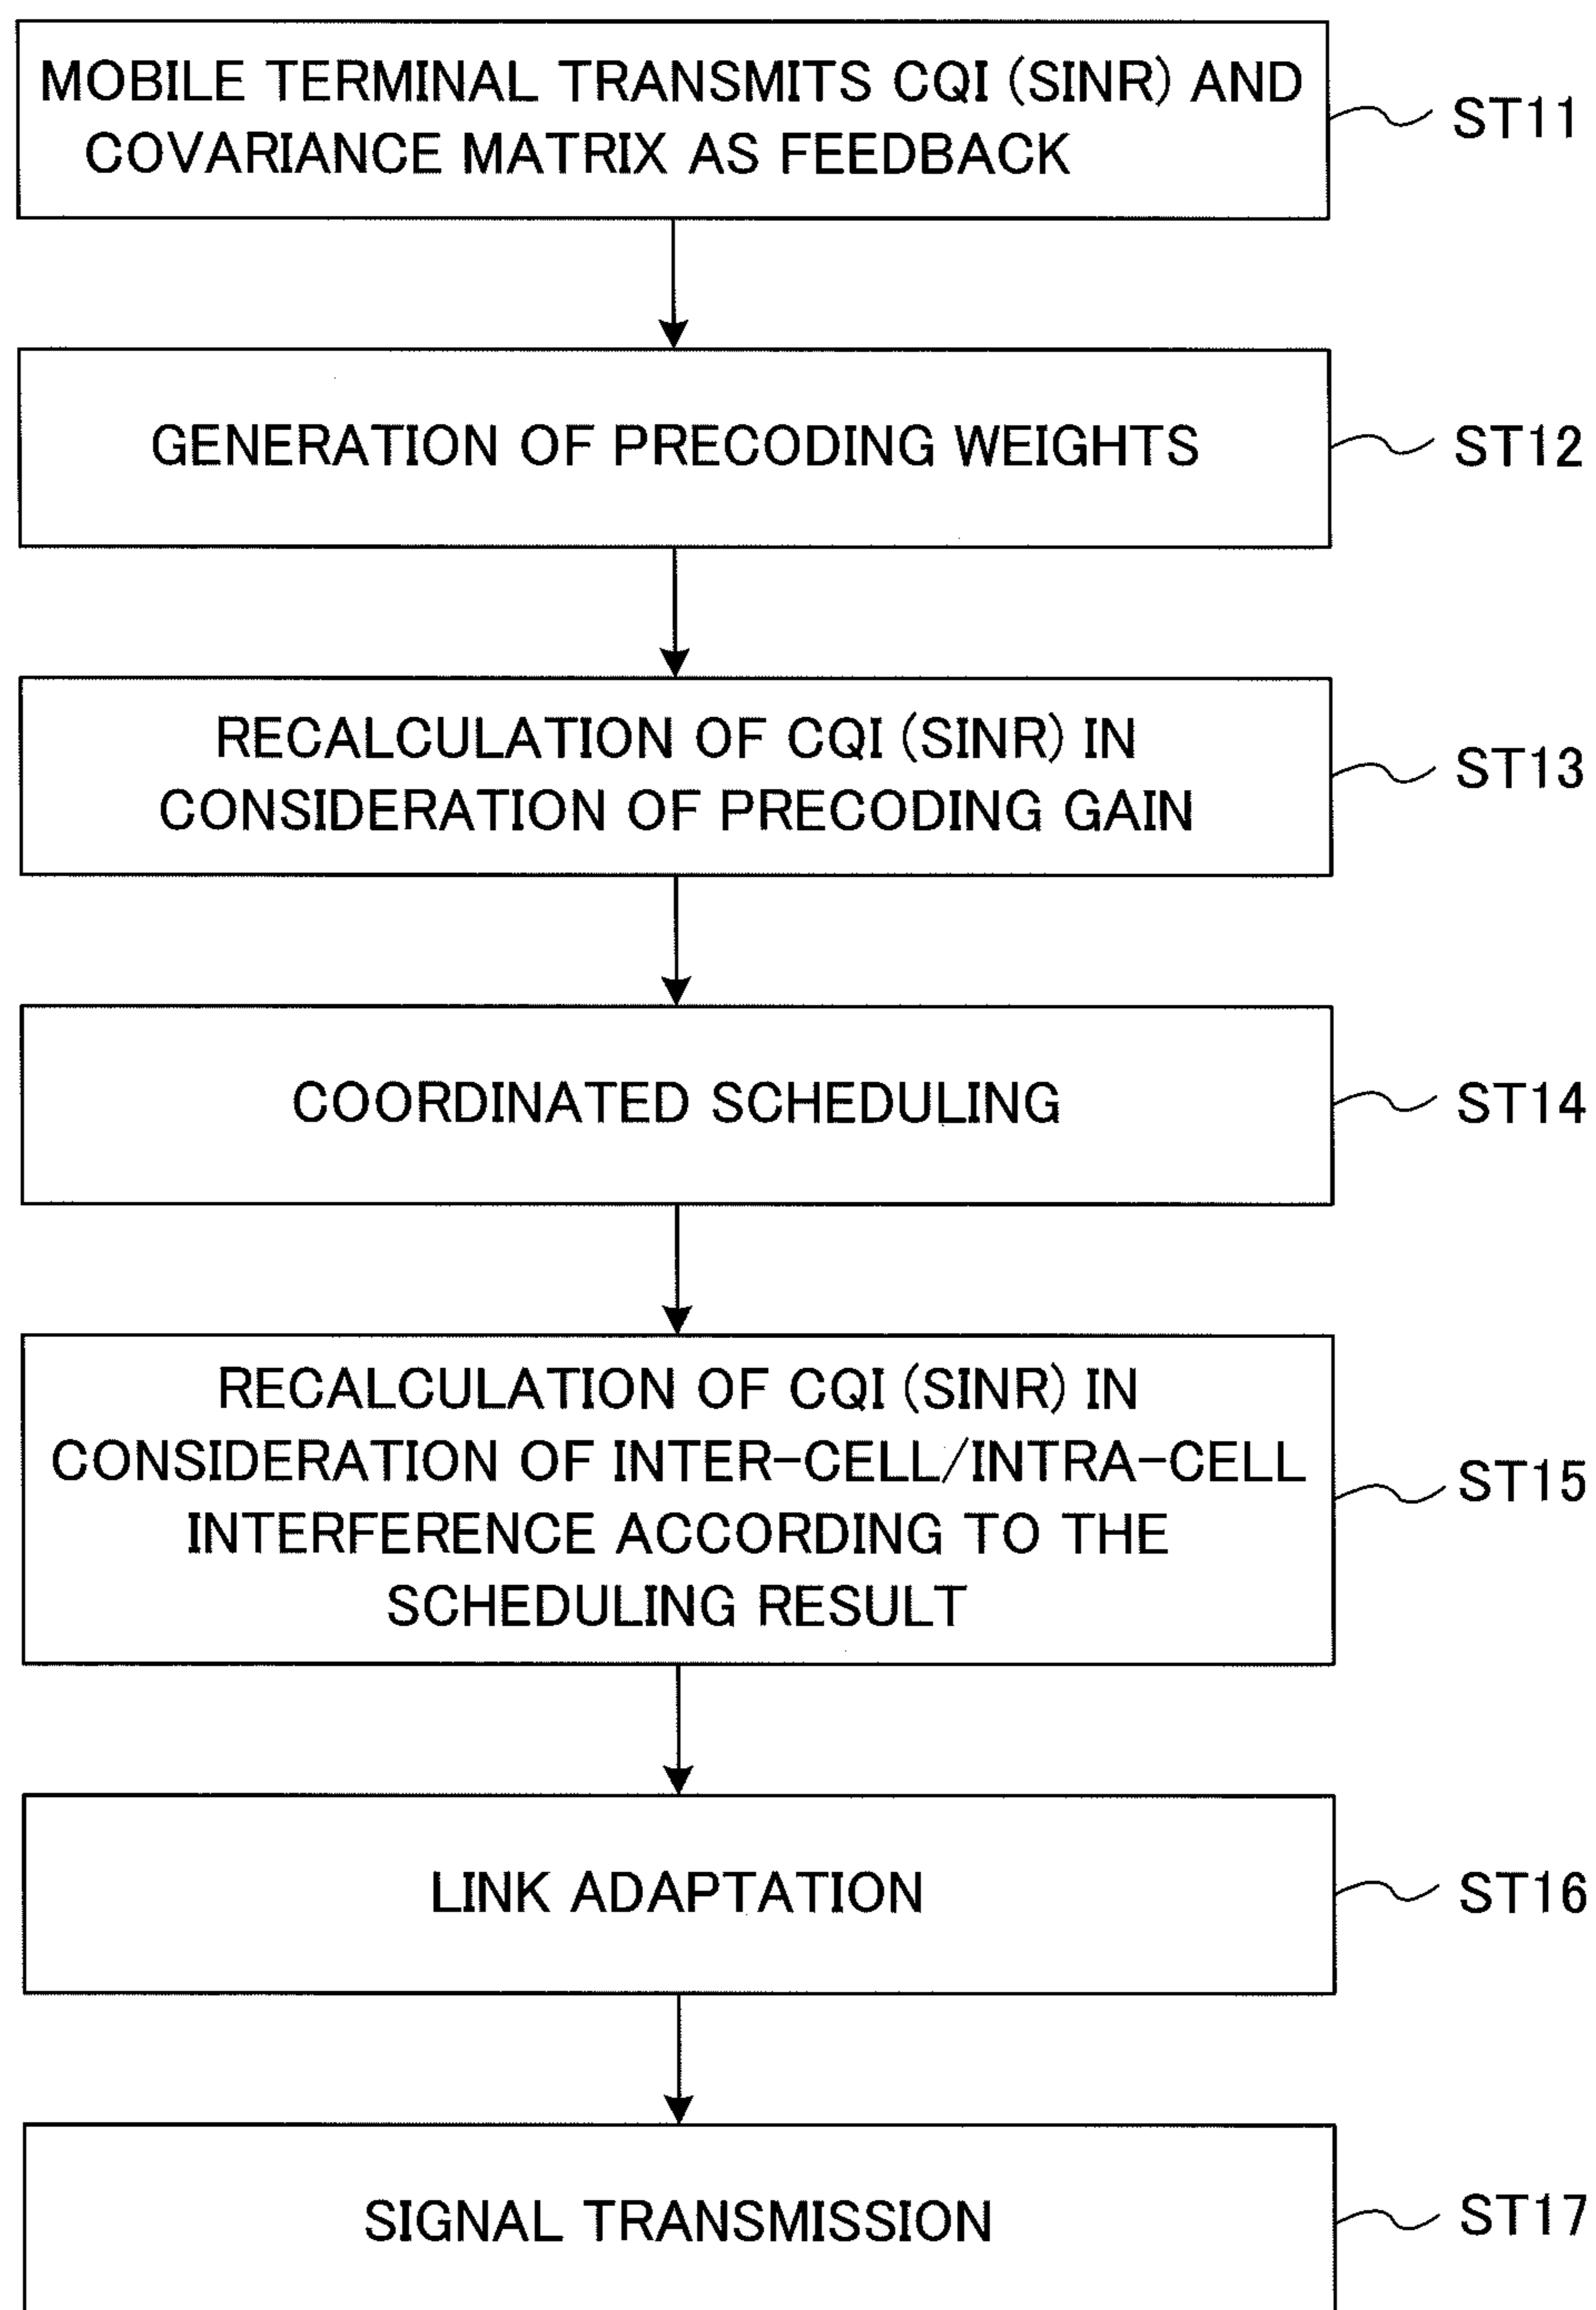 MOBILE TERMINAL TRANSMITS CQI (SINR) AND
COVARIANCE MATRIX AS FEEDBACK
ST11
GENERATION OF PRECODING WEIGHTS
ST12
RECALCULATION OF CQI (SINR) IN
CONSIDERATION OF PRECODING GAIN
ST13
COORDINATED SCHEDULING
ST14
RECALCULATION OF CQI (SINR) IN
CONSIDERATION OF INTER-CELL/INTRA-CELL
INTERFERENCE ACCORDING TO THE
SCHEDULING RESULT
ST15
LINK ADAPTATION
ST16
SIGNAL TRANSMISSION
ST17